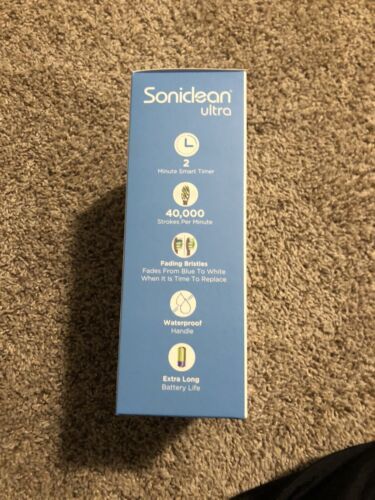 Soniclean®
ultra
2
Minute Smart Timer
40,000
Strokes Per Minute
Fading Bristles
Fades From Blue To White
When It Is Time To Replace
Waterproof
Handle
Extra Long
Battery Life